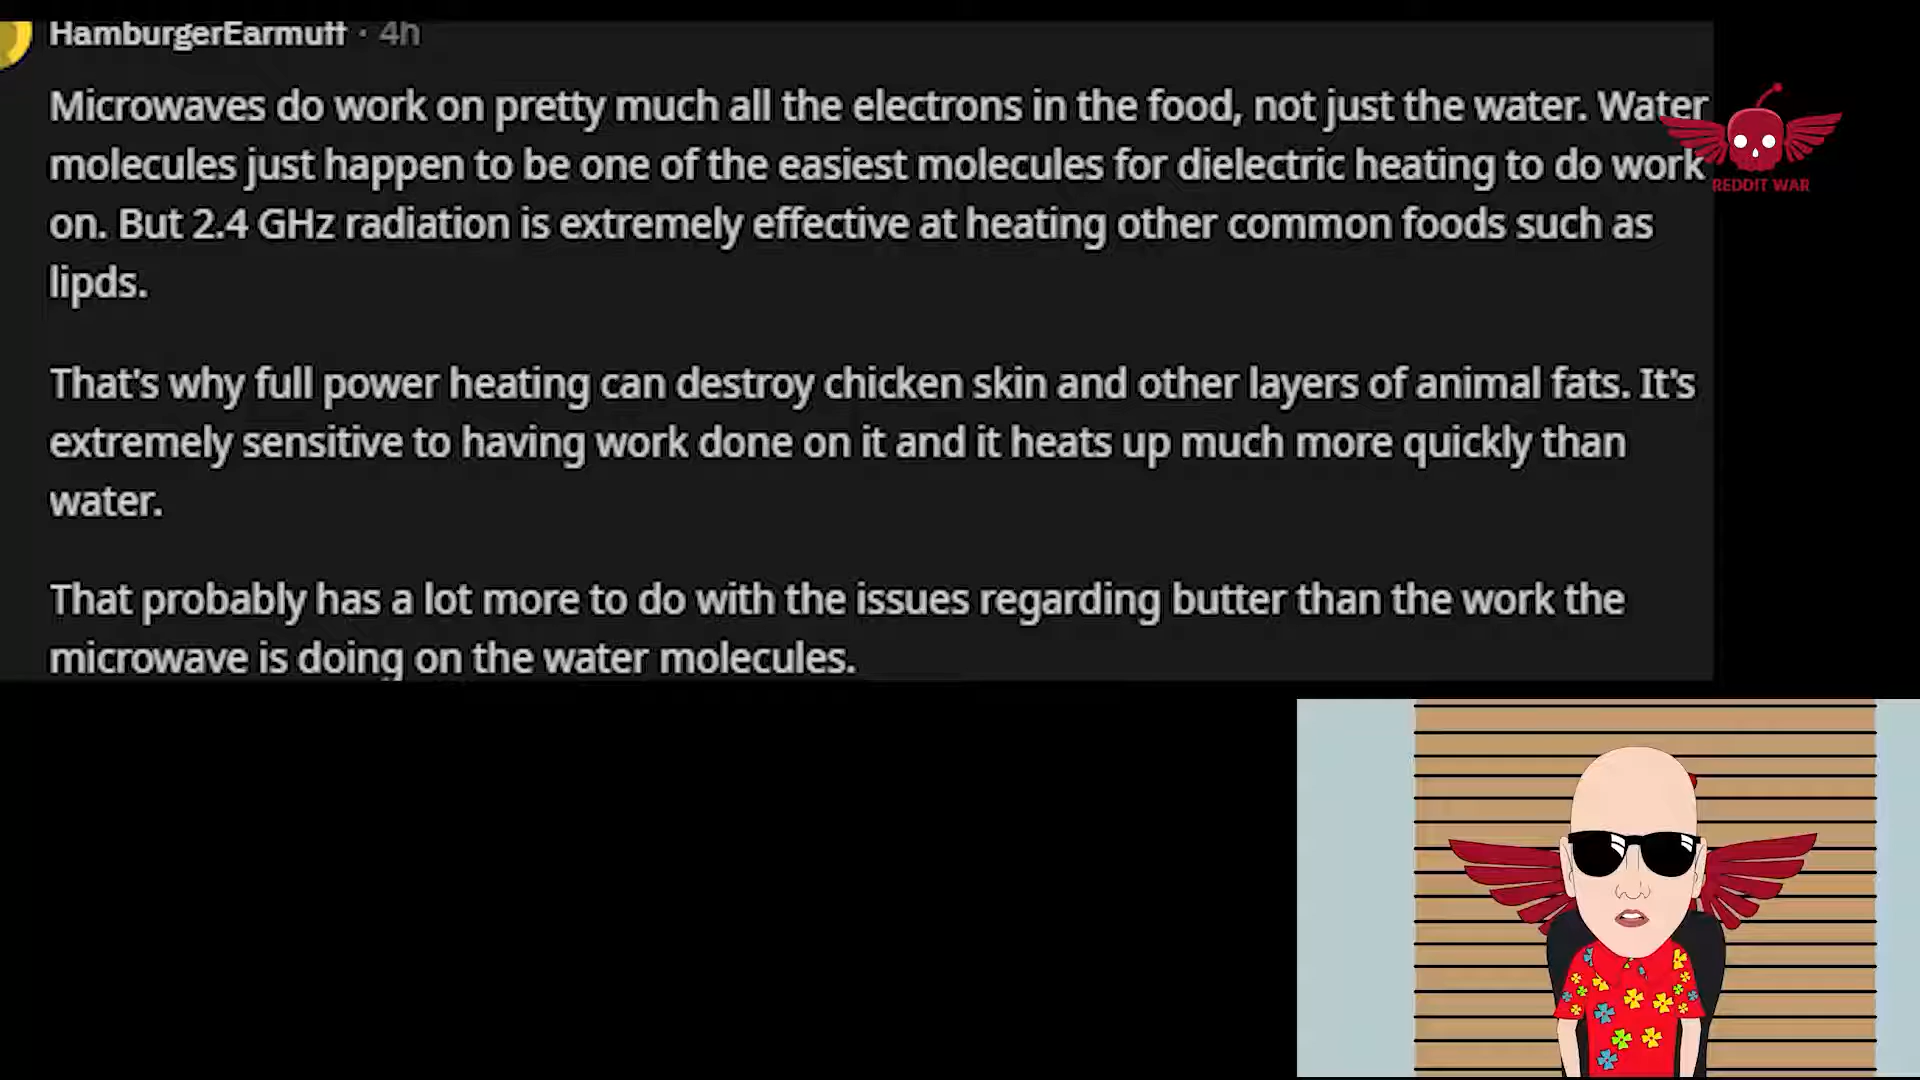 HamburgerEarmuff · 4h
Microwaves do work on pretty much all the electrons in the food, not just the water. Water
molecules just happen to be one of the easiest molecules for dielectric heating to do work
on. But 2.4 GHz radiation is extremely effective at heating other common foods such as
lipds.
That's why full power heating can destroy chicken skin and other layers of animal fats. It's
extremely sensitive to having work done on it and it heats up much more quickly than
water.
That probably has a lot more to do with the issues regarding butter than the work the
microwave is doing on the water molecules.
REDDIT WAR